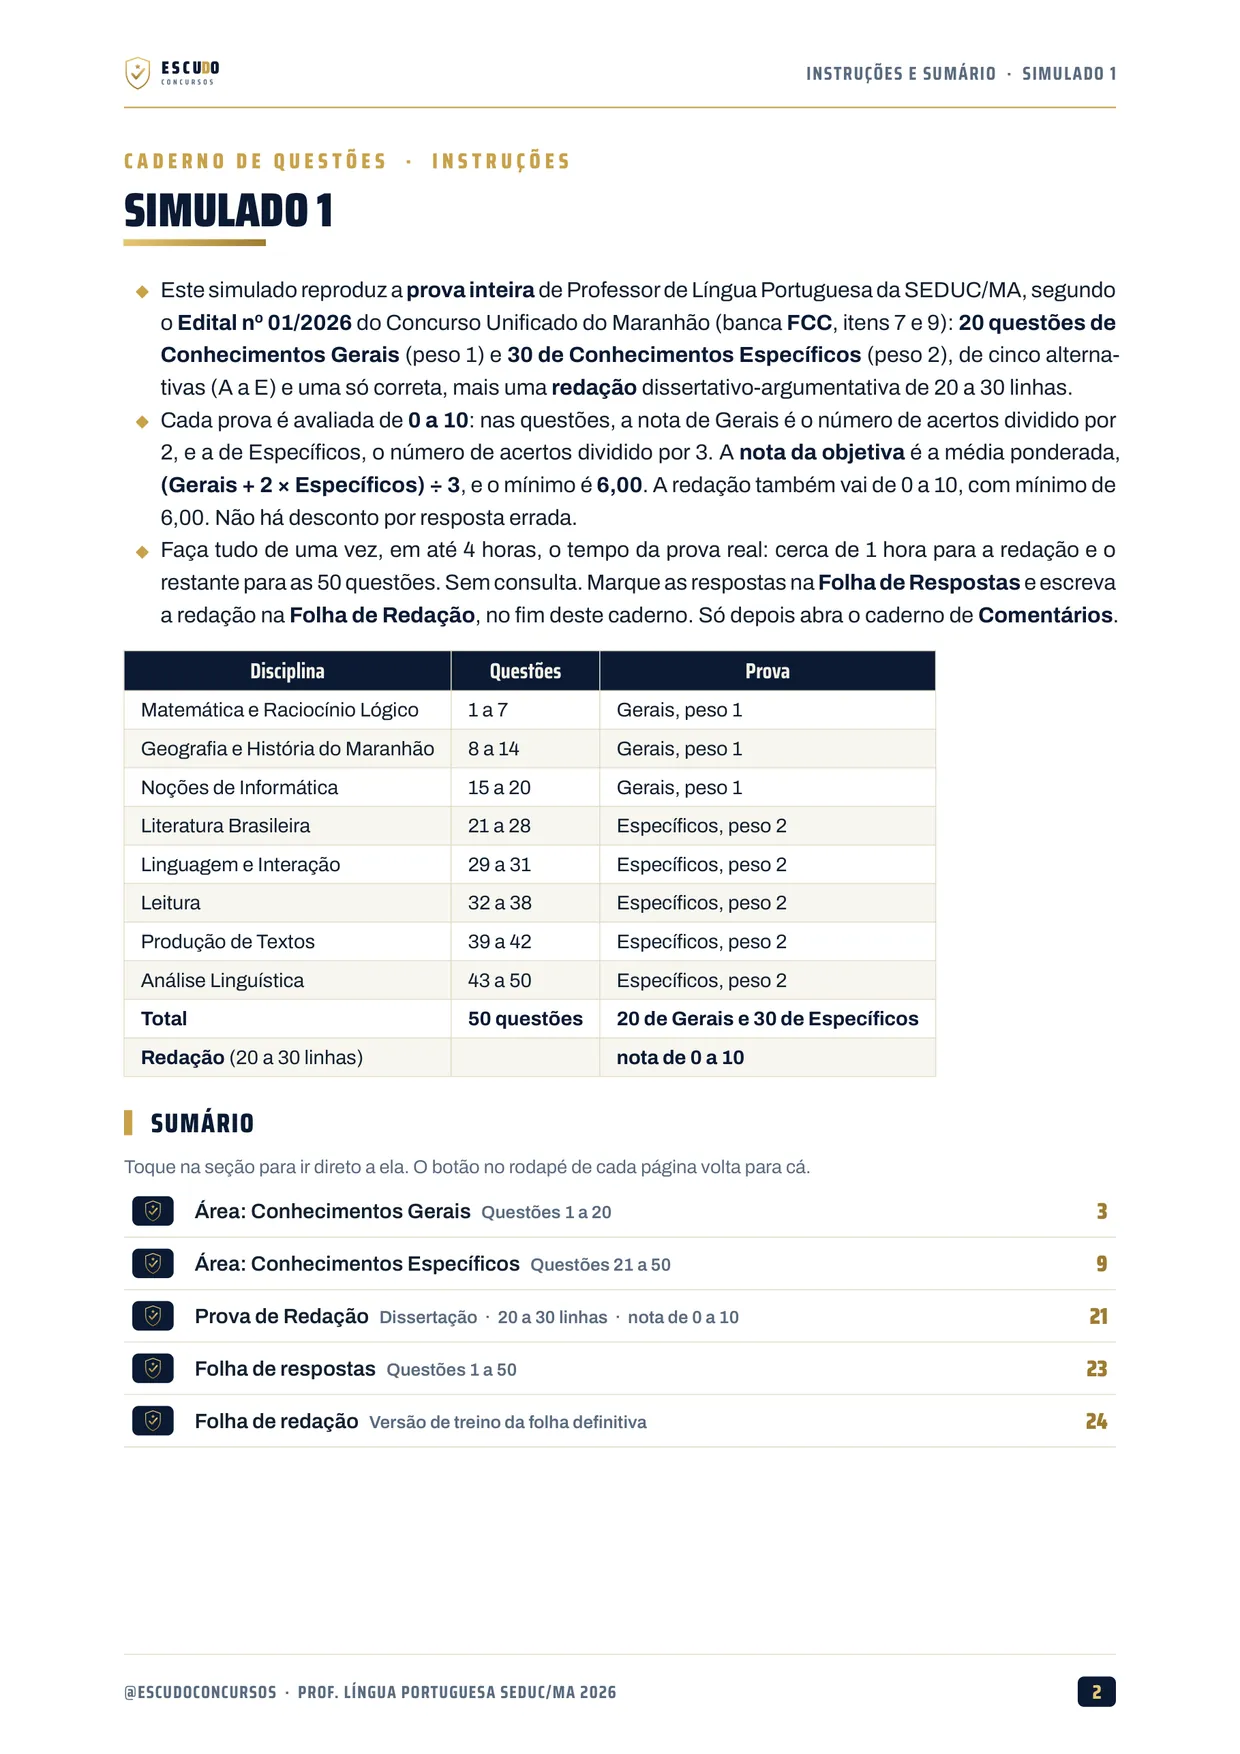 ESCUDO
CONCURSOS
INSTRUÇÕES E SUMÁRIO · SIMULADO 1
CADERNO DE QUESTÕES · INSTRUÇÕES
SIMULADO 1
Este simulado reproduz a prova inteira de Professor de Língua Portuguesa da SEDUC/MA, segundo
o Edital nº 01/2026 do Concurso Unificado do Maranhão (banca FCC, itens 7 e 9): 20 questões de
Conhecimentos Gerais (peso 1) e 30 de Conhecimentos Específicos (peso 2), de cinco alterna-
tivas (A a E) e uma só correta, mais uma redação dissertativo-argumentativa de 20 a 30 linhas.
Cada prova é avaliada de 0 a 10: nas questões, a nota de Gerais é o número de acertos dividido por
2, e a de Específicos, o número de acertos dividido por 3. A nota da objetiva é a média ponderada,
(Gerais + 2 × Específicos) ÷ 3, e o mínimo é 6,00. A redação também vai de 0 a 10, com mínimo de
6,00. Não há desconto por resposta errada.
Faça tudo de uma vez, em até 4 horas, o tempo da prova real: cerca de 1 hora para a redação e o
restante para as 50 questões. Sem consulta. Marque as respostas na Folha de Respostas e escreva
a redação na Folha de Redação, no fim deste caderno. Só depois abra o caderno de Comentários.
Disciplina Questões Prova
Matemática e Raciocínio Lógico 1 a 7 Gerais, peso 1
Geografia e História do Maranhão 8 a 14 Gerais, peso 1
Noções de Informática 15 a 20 Gerais, peso 1
Literatura Brasileira 21 a 28 Específicos, peso 2
Linguagem e Interação 29 a 31 Específicos, peso 2
Leitura 32 a 38 Específicos, peso 2
Produção de Textos 39 a 42 Específicos, peso 2
Análise Linguística 43 a 50 Específicos, peso 2
Total 50 questões 20 de Gerais e 30 de Específicos
Redação (20 a 30 linhas) nota de 0 a 10
SUMÁRIO
Toque na seção para ir direto a ela. O botão no rodapé de cada página volta para cá.
Área: Conhecimentos Gerais Questões 1 a 20 3
Área: Conhecimentos Específicos Questões 21 a 50 9
Prova de Redação Dissertação · 20 a 30 linhas · nota de 0 a 10 21
Folha de respostas Questões 1 a 50 23
Folha de redação Versão de treino da folha definitiva 24
@ESCUDOCONCURSOS · PROF. LÍNGUA PORTUGUESA SEDUC/MA 2026 2